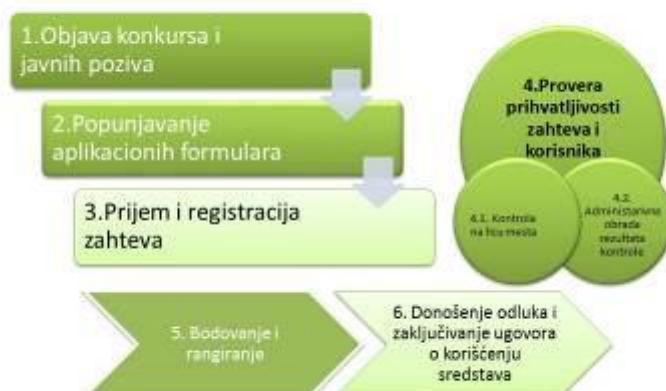 1.Objava konkursa i
javnih poziva
2.Popunjavanje
aplikacionih formulara
3.Prijem i registracija
zahteva
4.Provera
prihvatljivosti
zahteva i
korisnika
4.1. Kontrola
na licu mesta
4.2.
Administarivna
obrada
rezultata
kontrole
5. Bodovanje i
rangiranje
6. Donošenje odluka i
zaključivanje ugovora
o korišćenju
sredstava